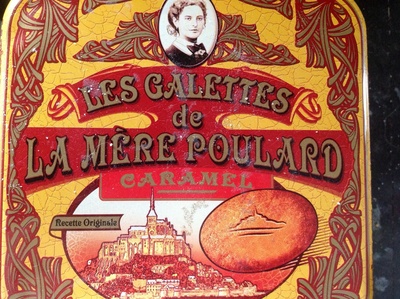 LES GALETTES
de
LA MÈRE POULARD
CARAMEL
Recette Originale